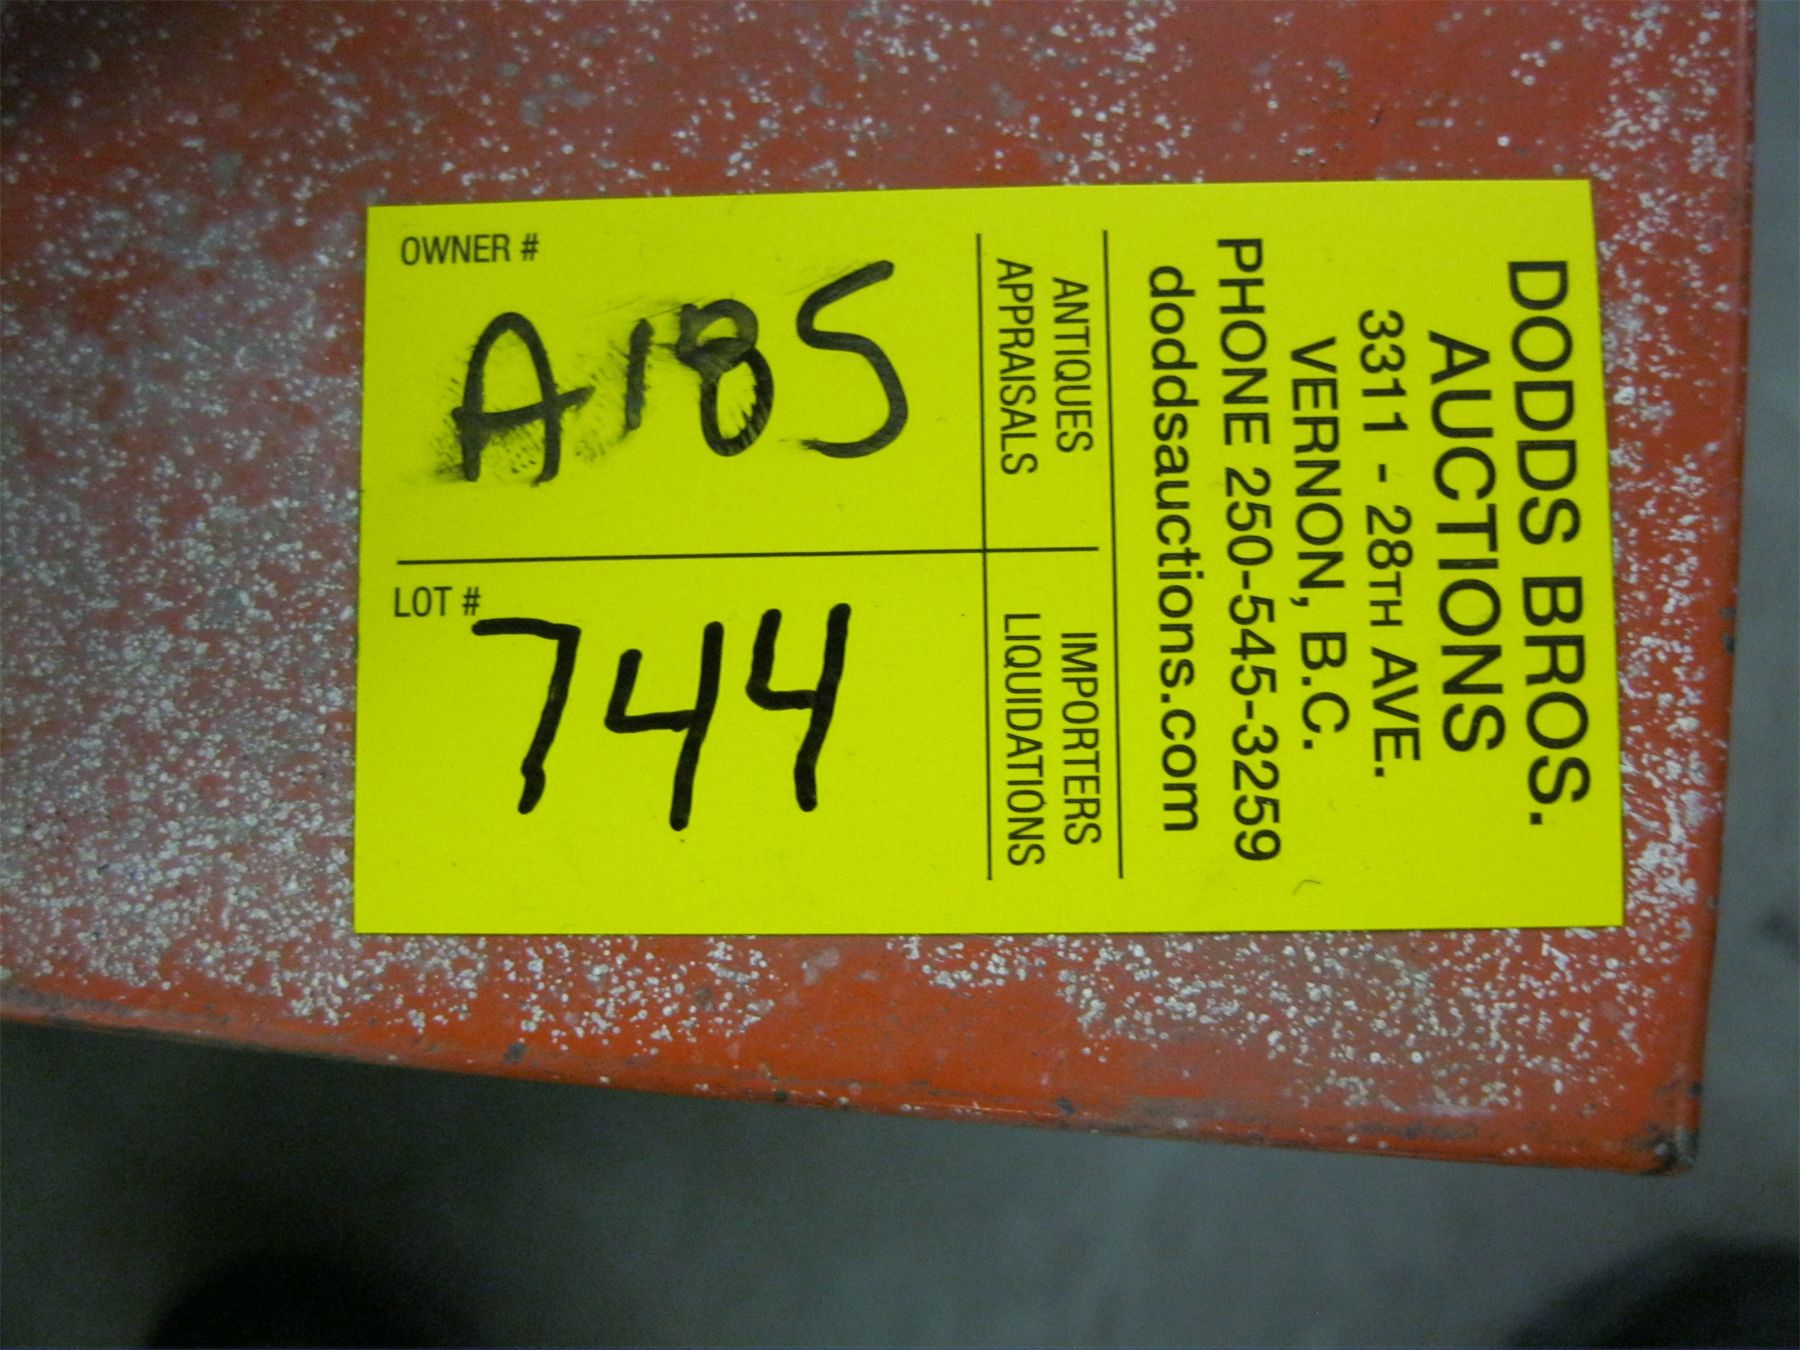 DODDS BROS.
AUCTIONS
3311 - 28TH AVE.
VERNON, B.C.
PHONE 250-545-3259
doddsauctions.com
ANTIQUES
APPRAISALS
IMPORTERS
LIQUIDATIONS
OWNER #
A185
LOT #
744